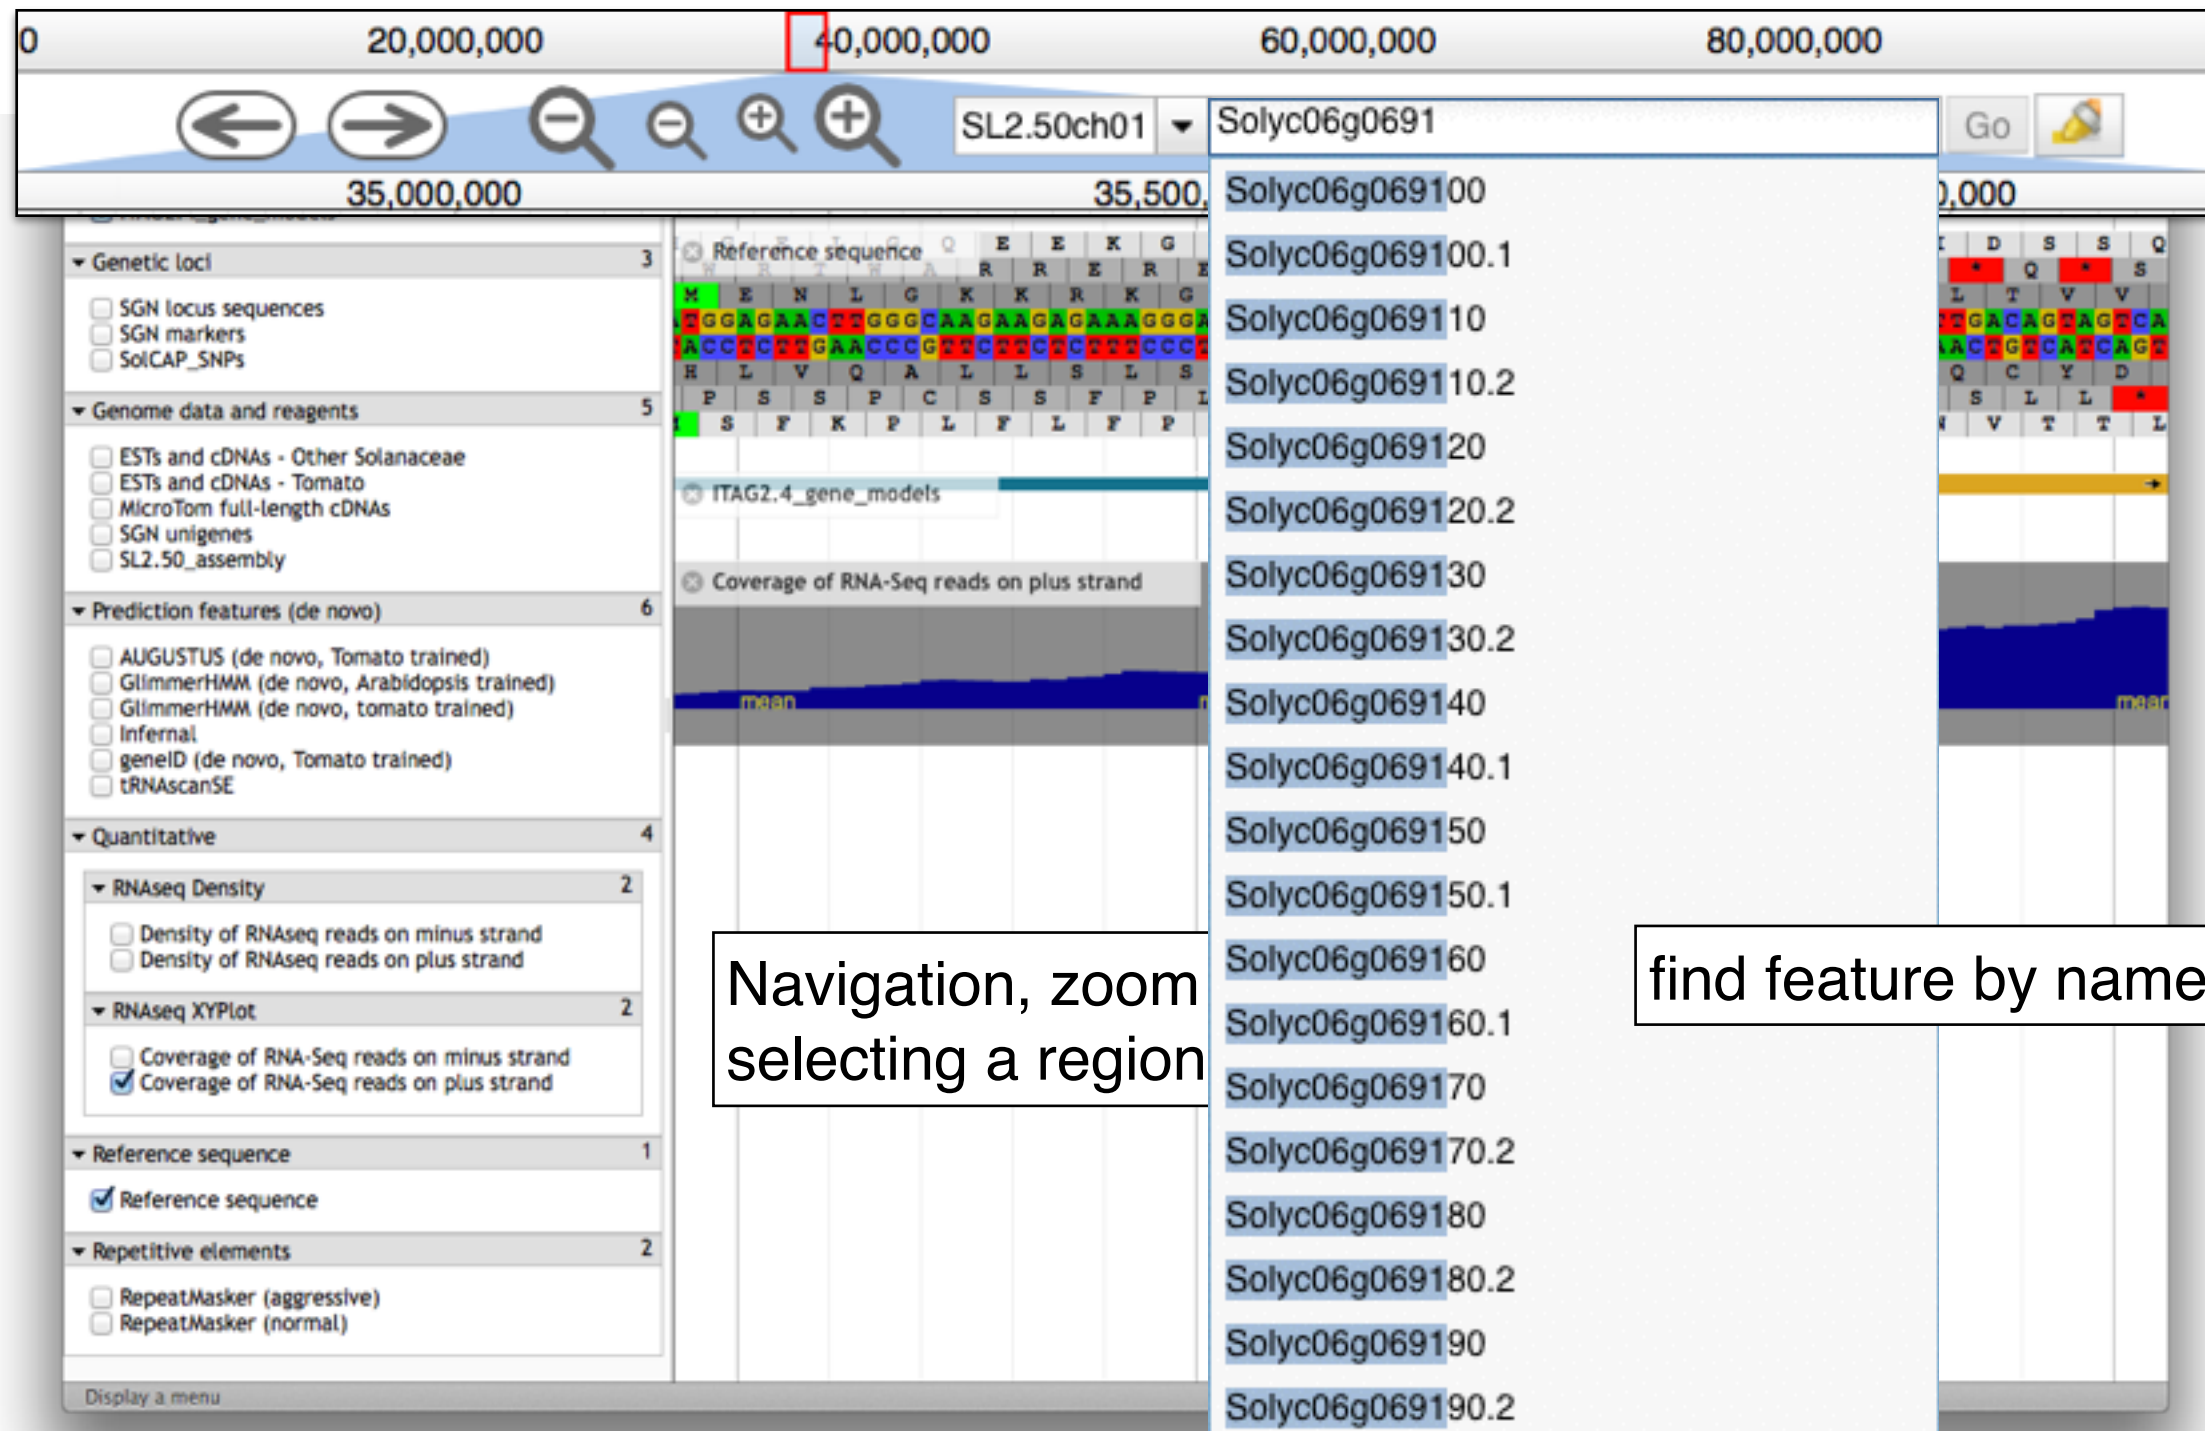 0 20,000,000 40,000,000 60,000,000 80,000,000
SL2.50ch01 Solyc06g0691 Go
35,000,000 35,500, 0,000
Solyc06g069100
Solyc06g069100.1
Solyc06g069110
Solyc06g069110.2
Solyc06g069120
Solyc06g069120.2
Solyc06g069130
Solyc06g069130.2
Solyc06g069140
Solyc06g069140.1
Solyc06g069150
Solyc06g069150.1
Solyc06g069160
Solyc06g069160.1
Solyc06g069170
Solyc06g069170.2
Solyc06g069180
Solyc06g069180.2
Solyc06g069190
Solyc06g069190.2
Genetic loci 3
SGN locus sequences
SGN markers
SolCAP_SNPs
Genome data and reagents 5
ESTs and cDNAs - Other Solanaceae
ESTs and cDNAs - Tomato
MicroTom full-length cDNAs
SGN unigenes
SL2.50_assembly
Prediction features (de novo) 6
AUGUSTUS (de novo, Tomato trained)
GlimmerHMM (de novo, Arabidopsis trained)
GlimmerHMM (de novo, tomato trained)
Infernal
geneID (de novo, Tomato trained)
tRNAscanSE
Quantitative 4
RNAseq Density 2
Density of RNAseq reads on minus strand
Density of RNAseq reads on plus strand
RNAseq XYPlot 2
Coverage of RNA-Seq reads on minus strand
Coverage of RNA-Seq reads on plus strand
Reference sequence 1
Reference sequence
Repetitive elements 2
RepeatMasker (aggressive)
RepeatMasker (normal)
Display a menu
Reference sequence Q E E K G D S S Q
R R E R * Q * S
M E N L G K K R K G L T V V
TGGAGAACTTGGGCAAGAAGAGAAAGGGA TGACAGTAGTCA
ACCTCTTGAACCCGTTCTTCTCTTTCCCT ACTGTCATCAGT
H L V Q A L L S L S Q C Y D
P S S P C S S F P L S L L *
S F K P L F L F P V T T L
ITAG2.4_gene_models
Coverage of RNA-Seq reads on plus strand
mean
Navigation, zoom
selecting a region
find feature by name